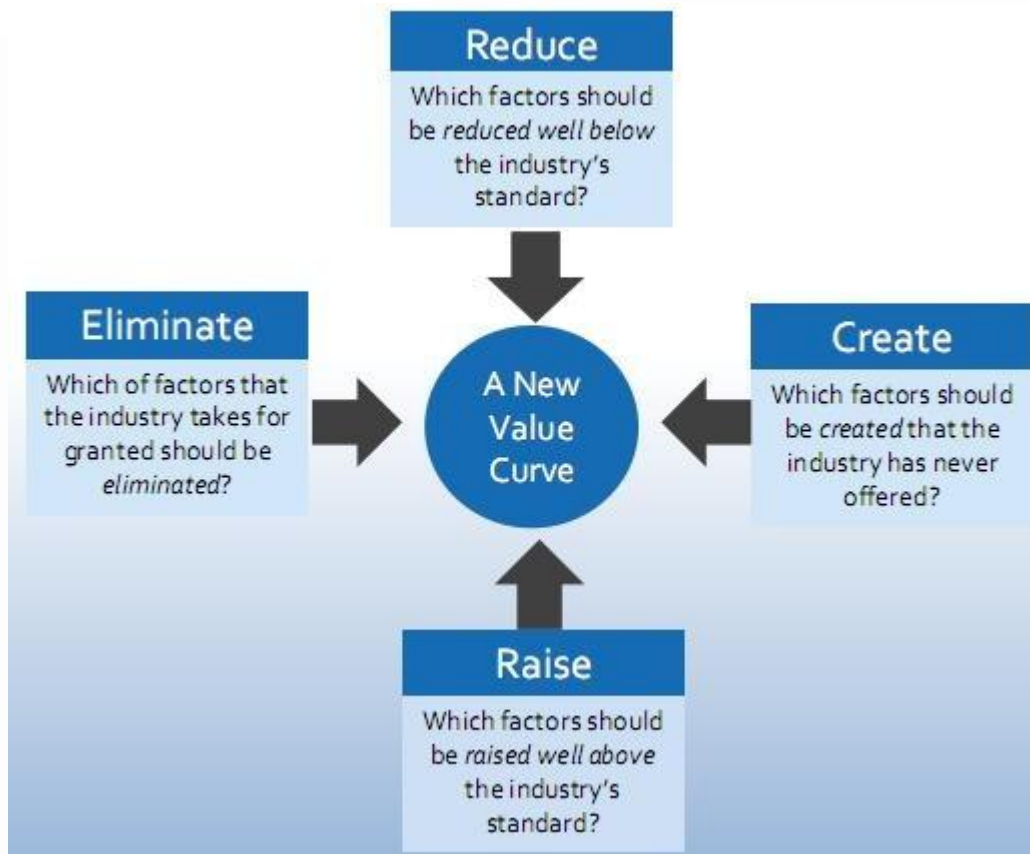 Reduce
Which factors should
be reduced well below
the industry's
standard?
Eliminate
Which of factors that
the industry takes for
granted should be
eliminated?
A New
Value
Curve
Create
Which factors should
be created that the
industry has never
offered?
Raise
Which factors should
be raised well above
the industry's
standard?